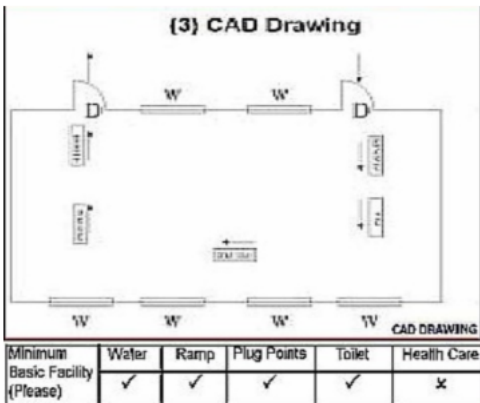 (3) CAD Drawing
W W
D D
W W W W
CAD DRAWING
Minimum Basic Facility (Please) Water Ramp Plug Points Toilet Health Care
✓ ✓ ✓ ✓ ×